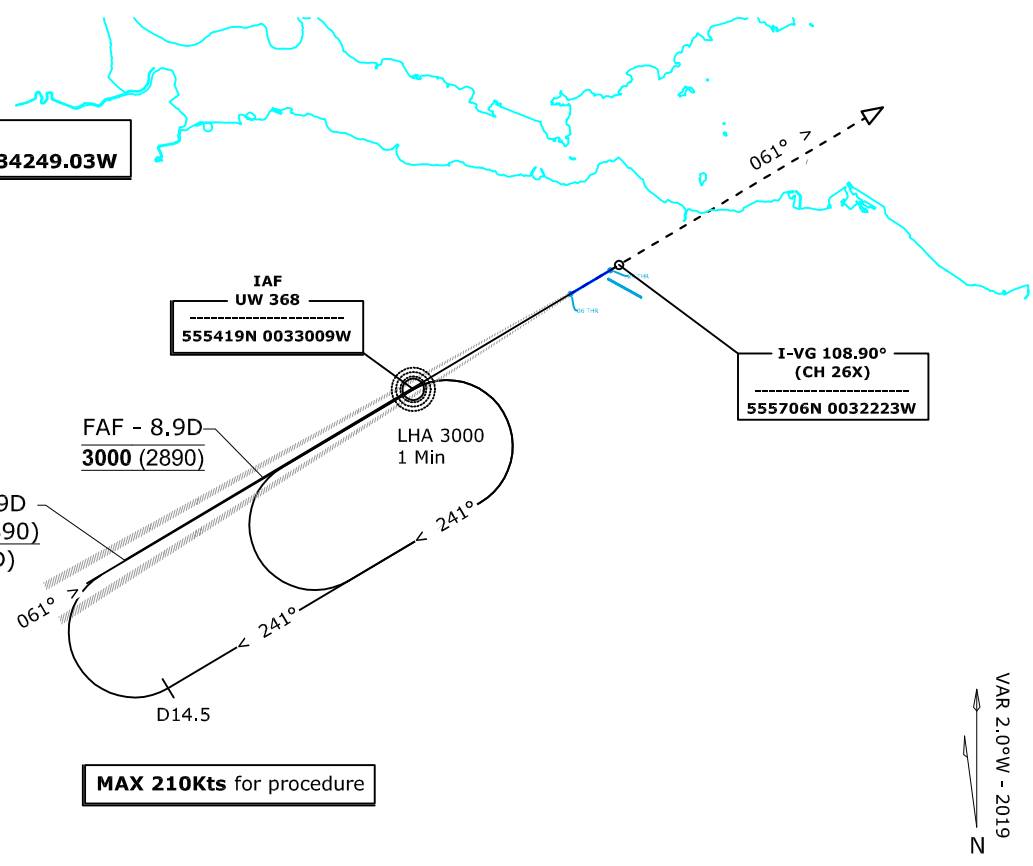 34249.03W
061° >
IAF
UW 368
555419N 0033009W
06 THR
I-VG 108.90°
(CH 26X)
555706N 0032223W
FAF - 8.9D
3000 (2890)
LHA 3000
1 Min
9D
90)
)
< 241°
061° >
< 241°
D14.5
MAX 210Kts for procedure
VAR 2.0°W - 2019
N